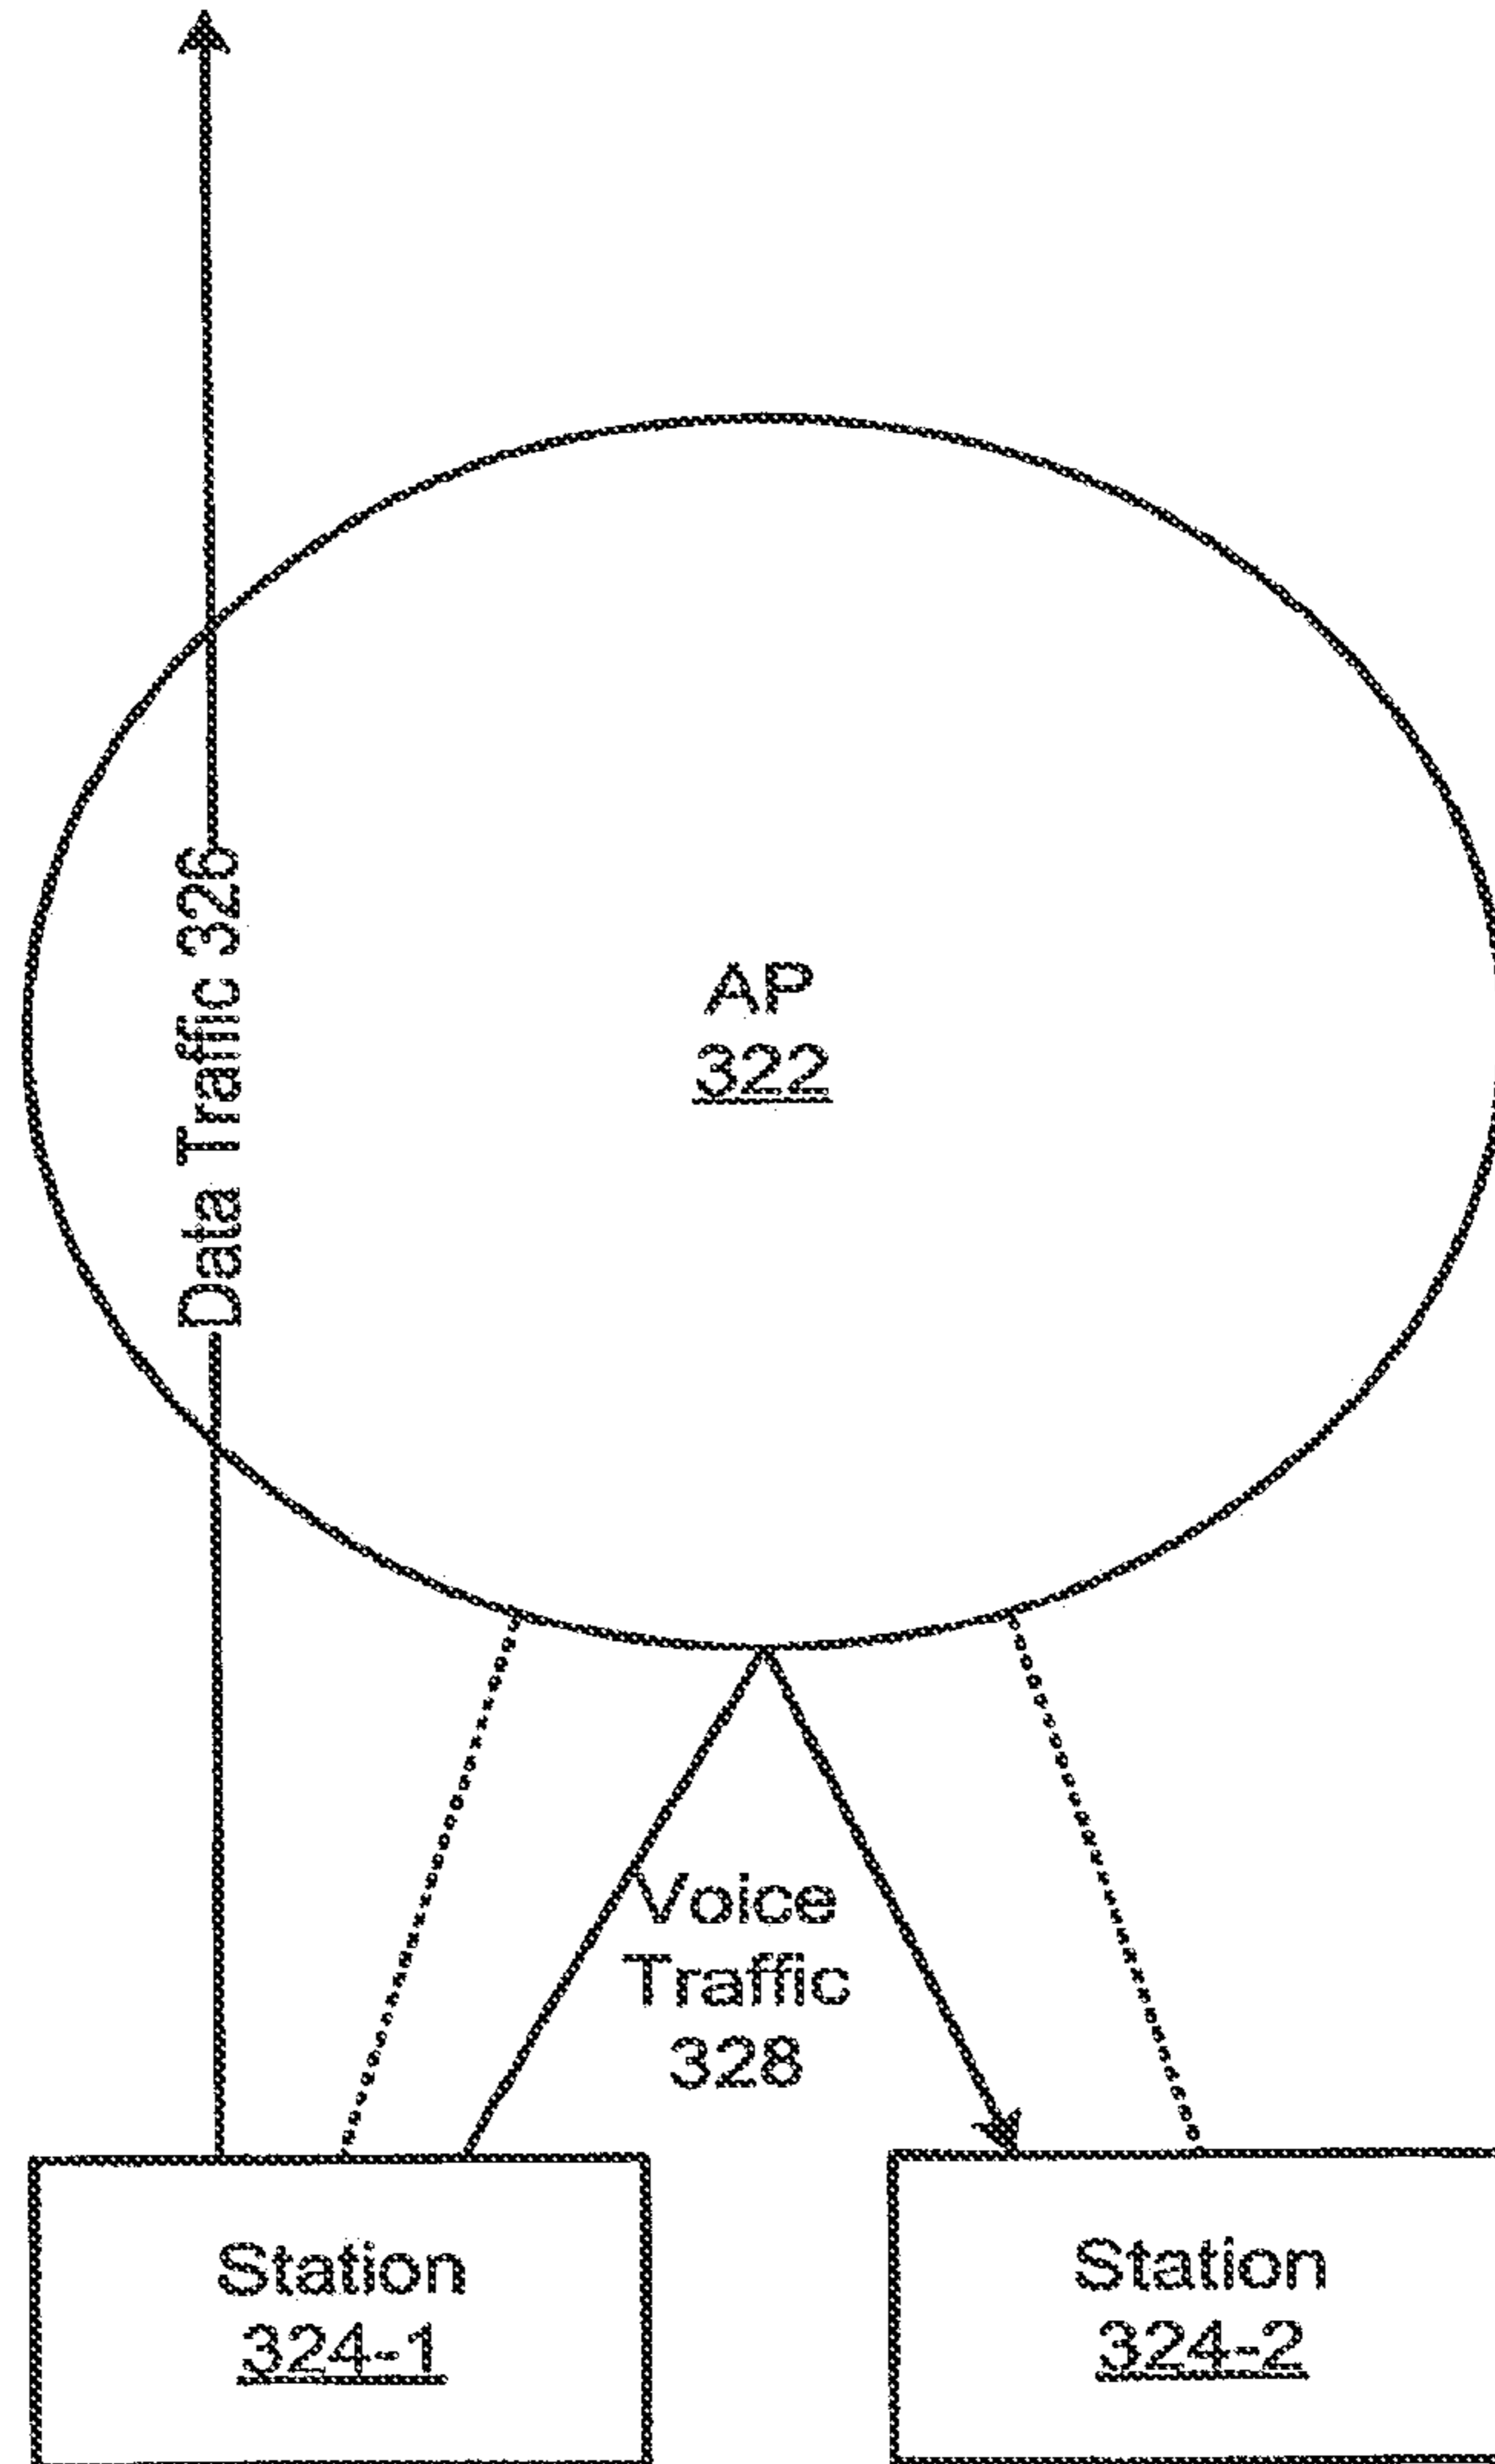 Data Traffic 326
AP
322
Voice
Traffic
328
Station
324-1
Station
324-2